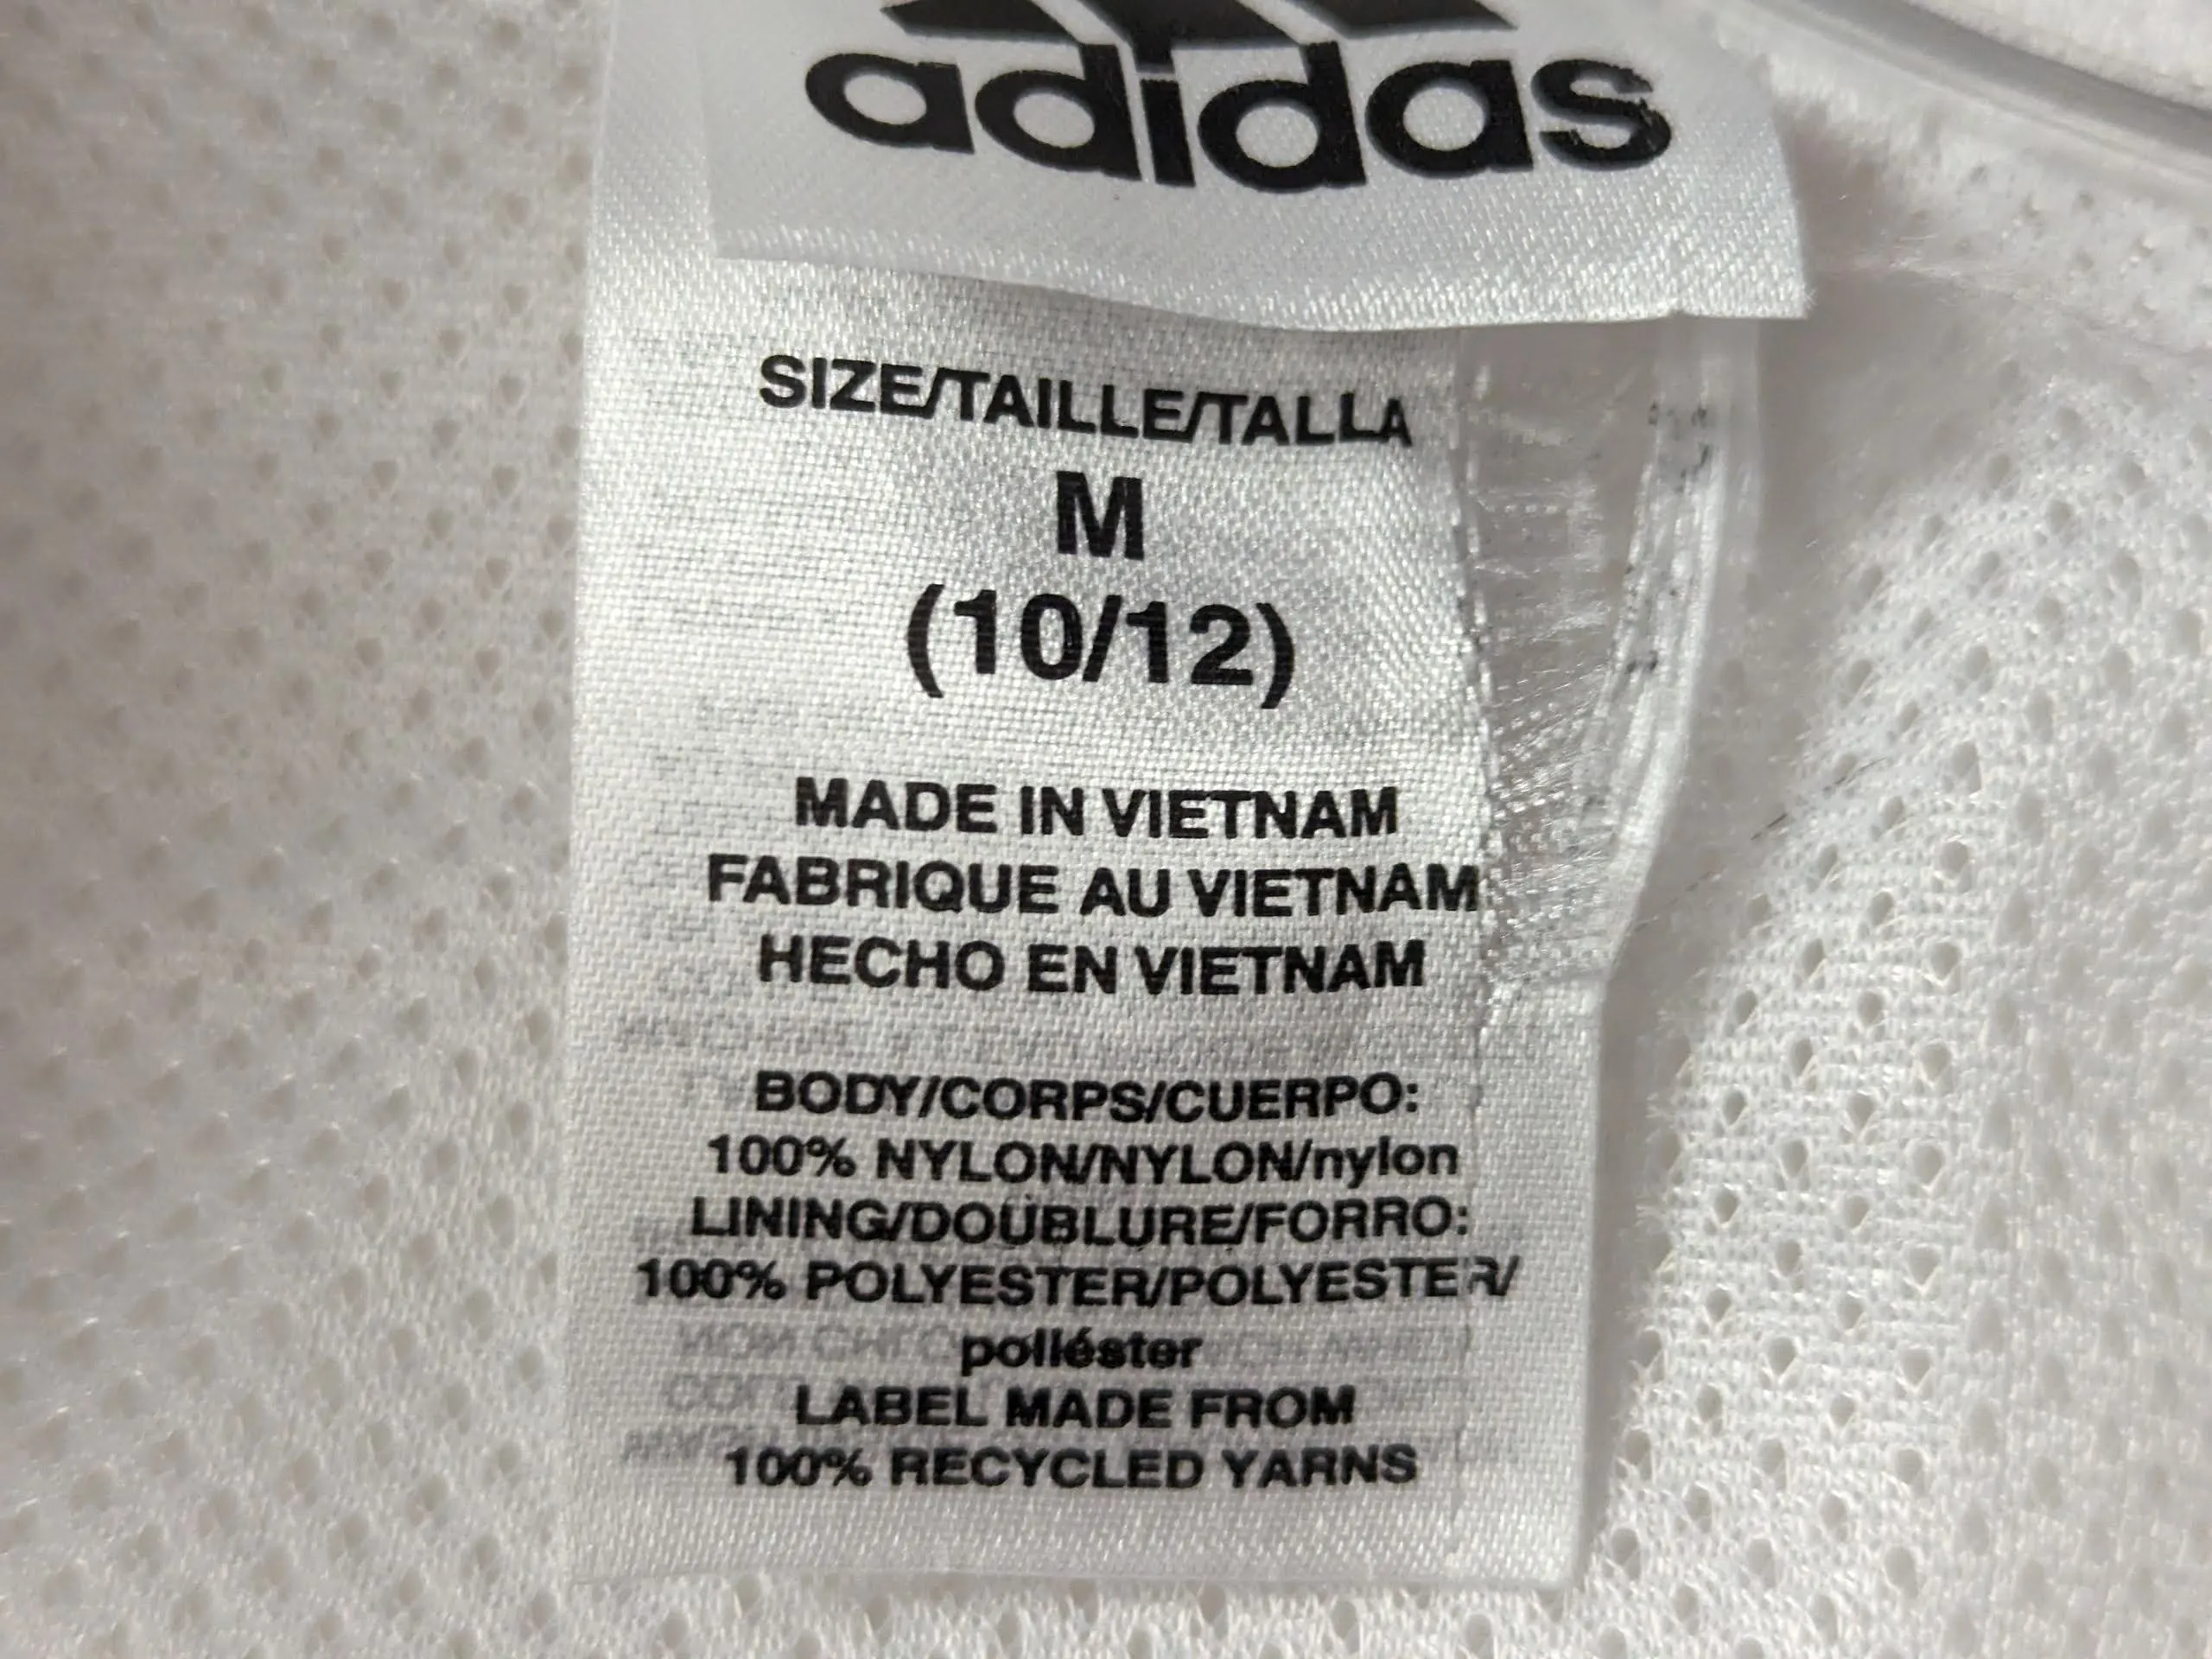 adidas
SIZE/TAILLE/TALLA
M
(10/12)
MADE IN VIETNAM
FABRIQUE AU VIETNAM
HECHO EN VIETNAM
BODY/CORPS/CUERPO:
100% NYLON/NYLON/nylon
LINING/DOUBLURE/FORRO:
100% POLYESTER/POLYESTER/
poliéster
LABEL MADE FROM
100% RECYCLED YARNS